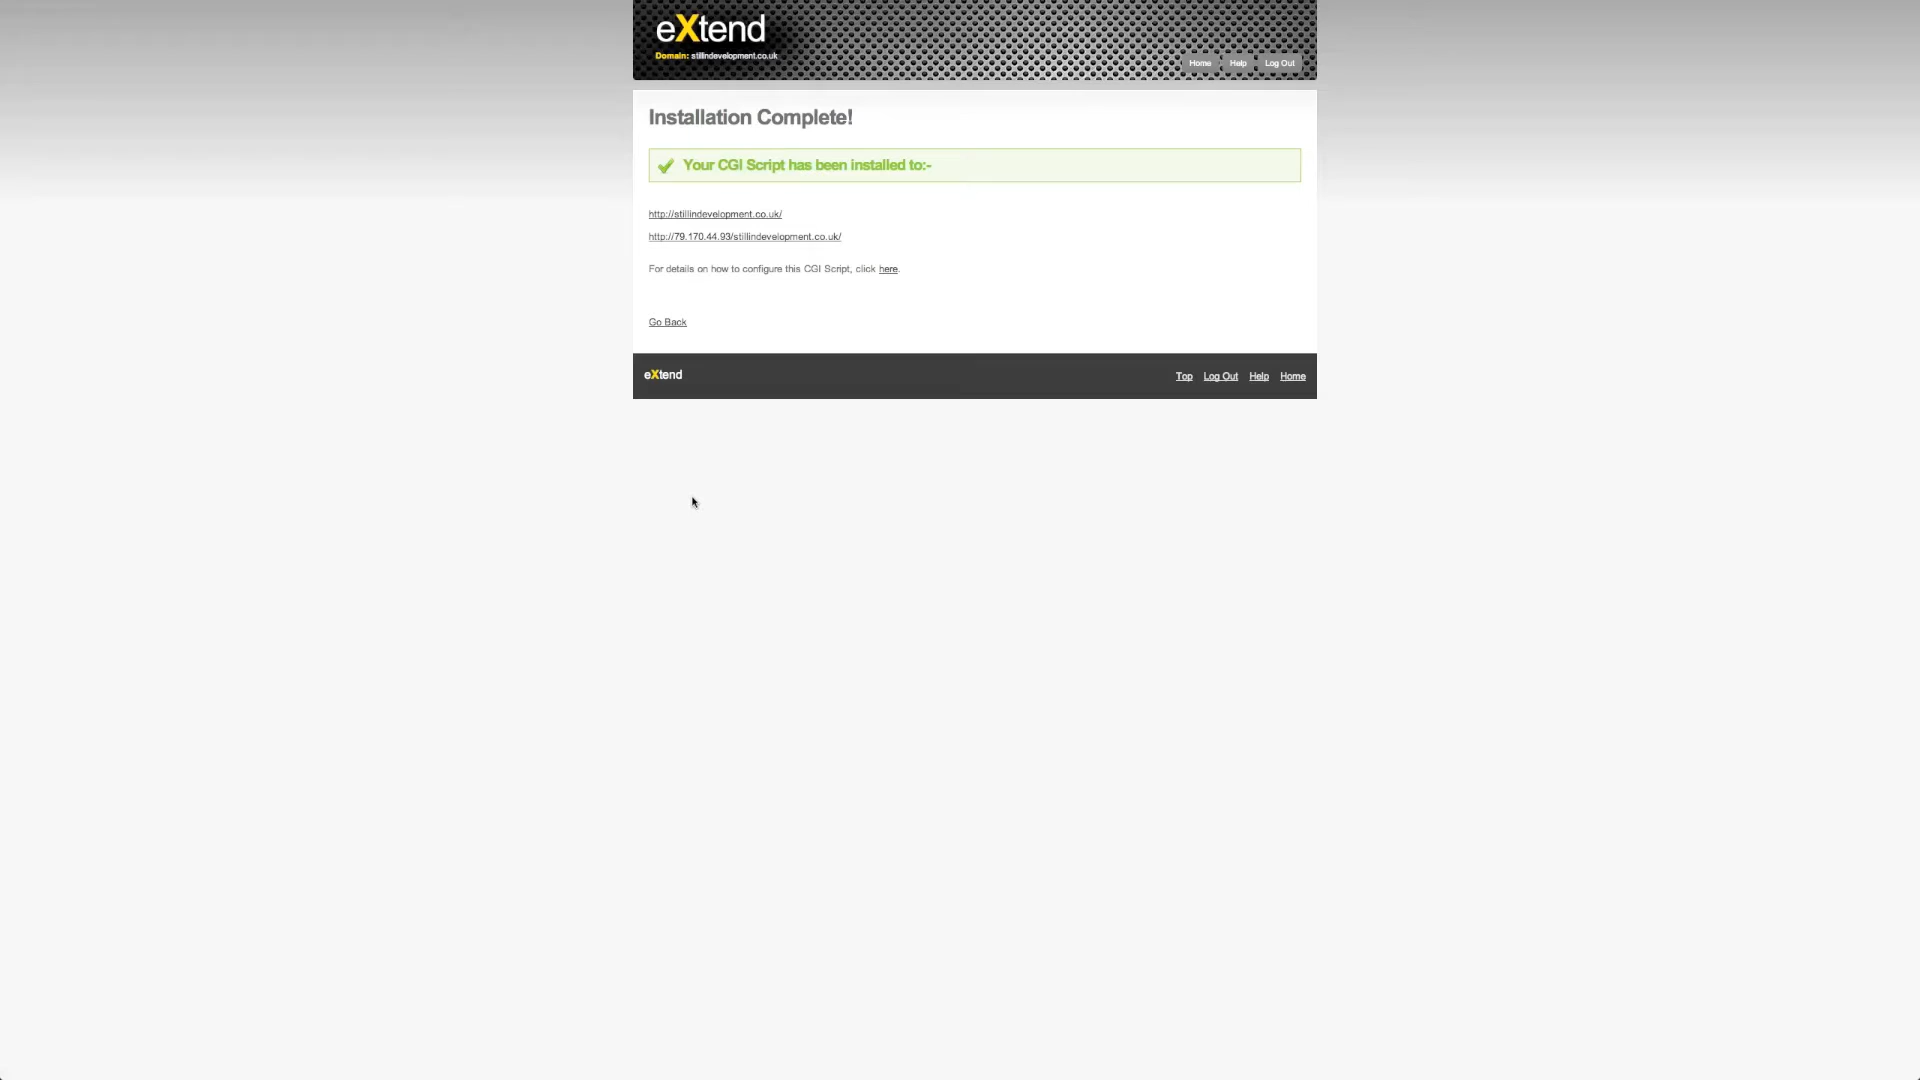 eXtend
Domain: stillindevelopment.co.uk
Home Help Log Out
Installation Complete!
Your CGI Script has been installed to:-
http://stillindevelopment.co.uk/
http://79.170.44.93/stillindevelopment.co.uk/
For details on how to configure this CGI Script, click here.
Go Back
eXtend
Top Log Out Help Home